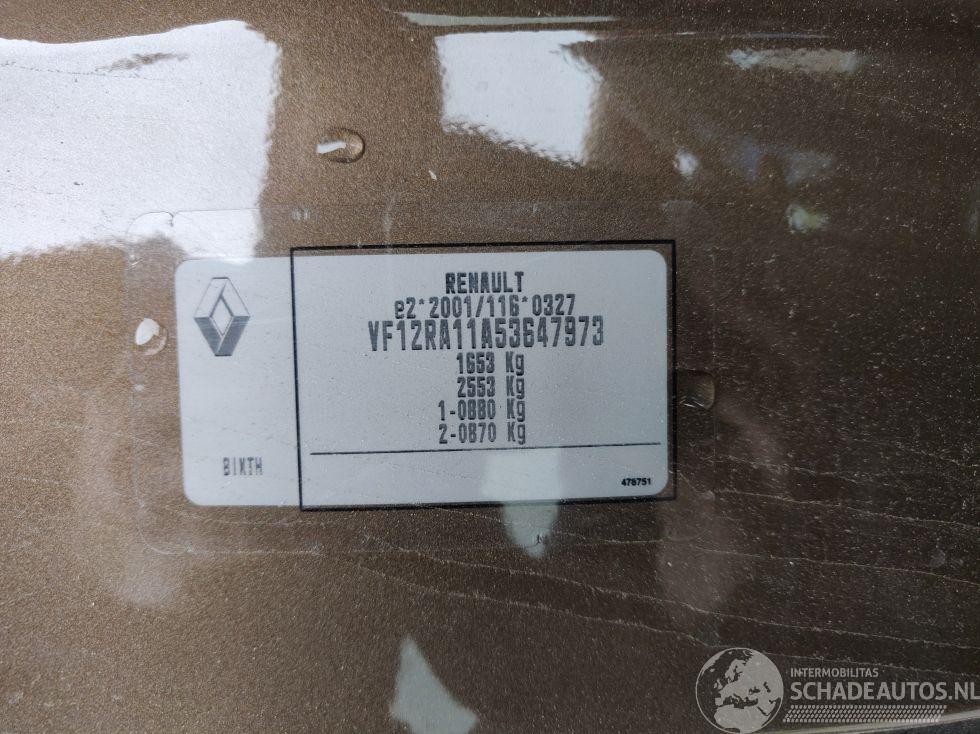 RENAULT
e2*2001/116*0327
VF12RA11A53647973
1653 Kg
2553 Kg
1-0880 Kg
2-0870 Kg
BIXTH
478751
INTERMOBILITAS
SCHADEAUTOS.NL